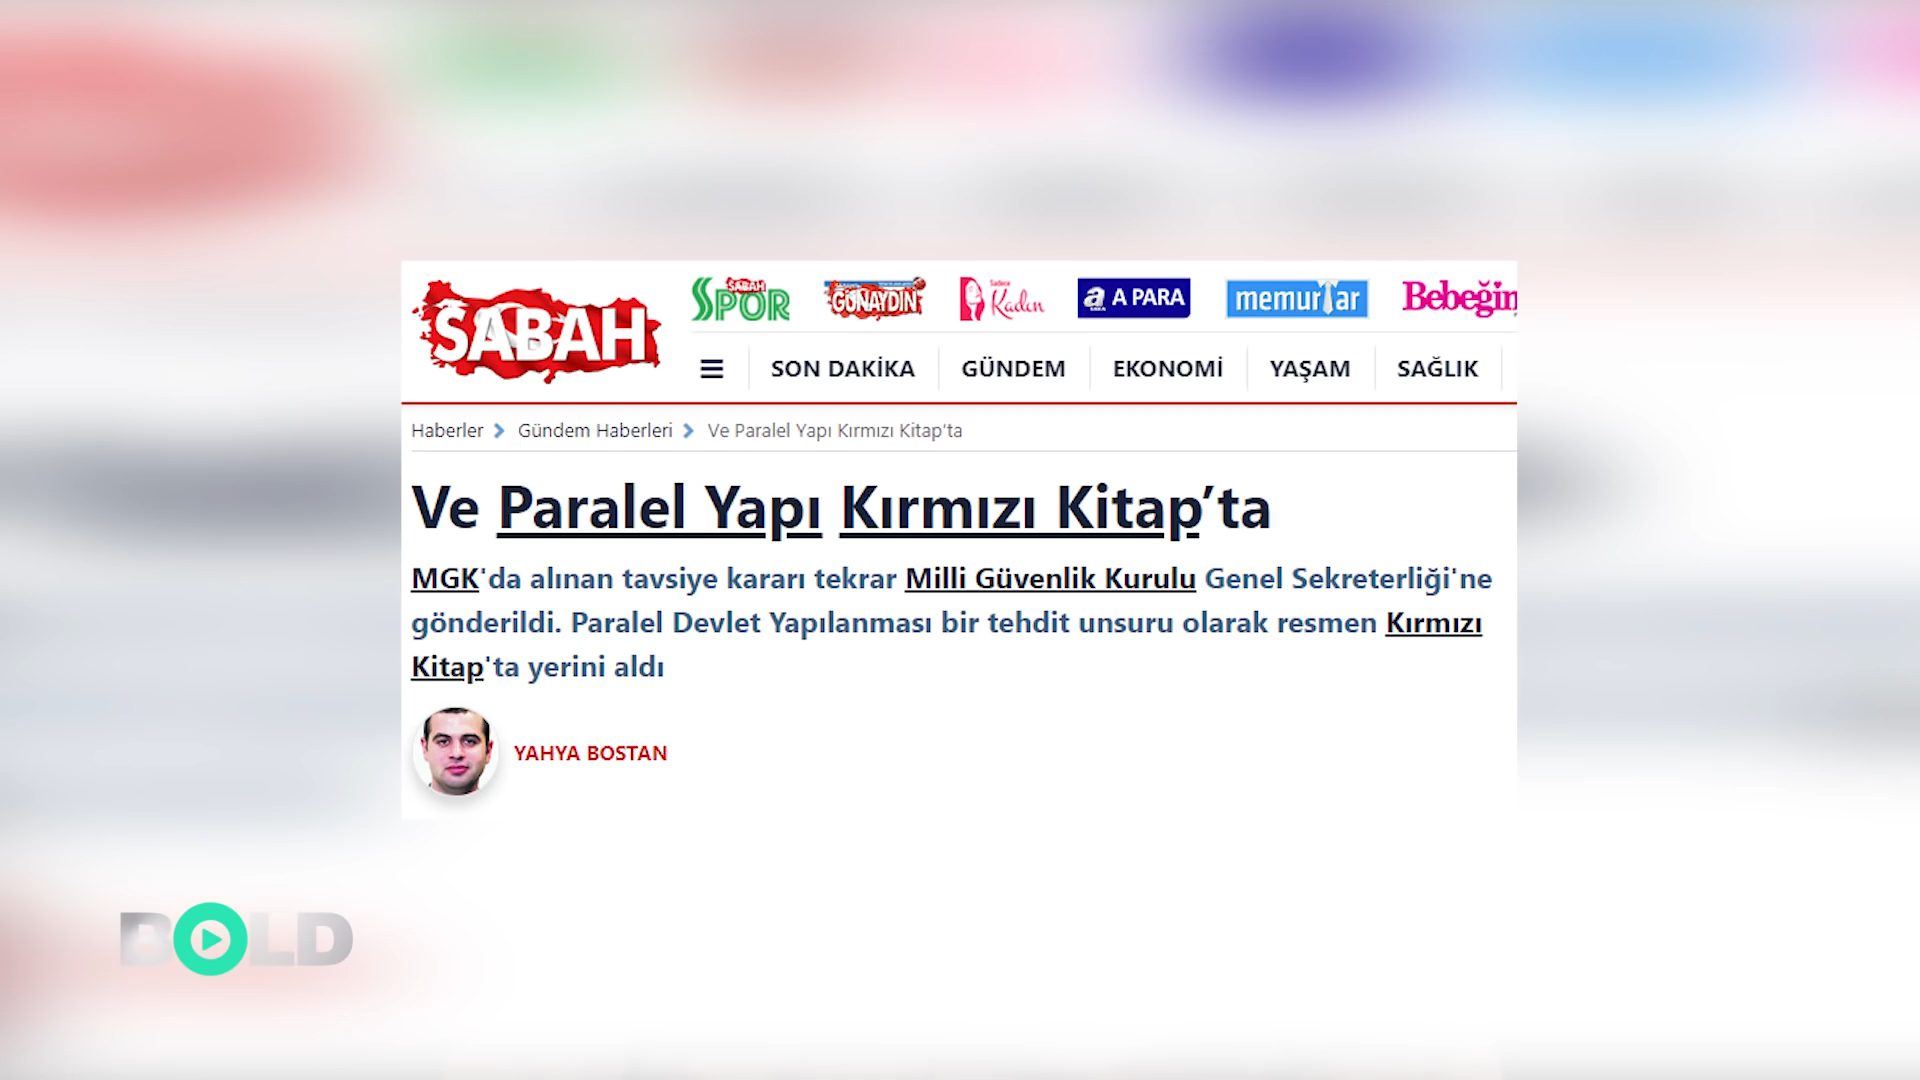 SABAH
SABAH SPOR
GÜNAYDIN
Sadece Kadın
a A PARA
memurlar
Bebeğim
SON DAKİKA
GÜNDEM
EKONOMİ
YAŞAM
SAĞLIK
Haberler > Gündem Haberleri > Ve Paralel Yapı Kırmızı Kitap'ta
Ve Paralel Yapı Kırmızı Kitap’ta
MGK'da alınan tavsiye kararı tekrar Milli Güvenlik Kurulu Genel Sekreterliği'ne
gönderildi. Paralel Devlet Yapılanması bir tehdit unsuru olarak resmen Kırmızı
Kitap'ta yerini aldı
YAHYA BOSTAN
BOLD